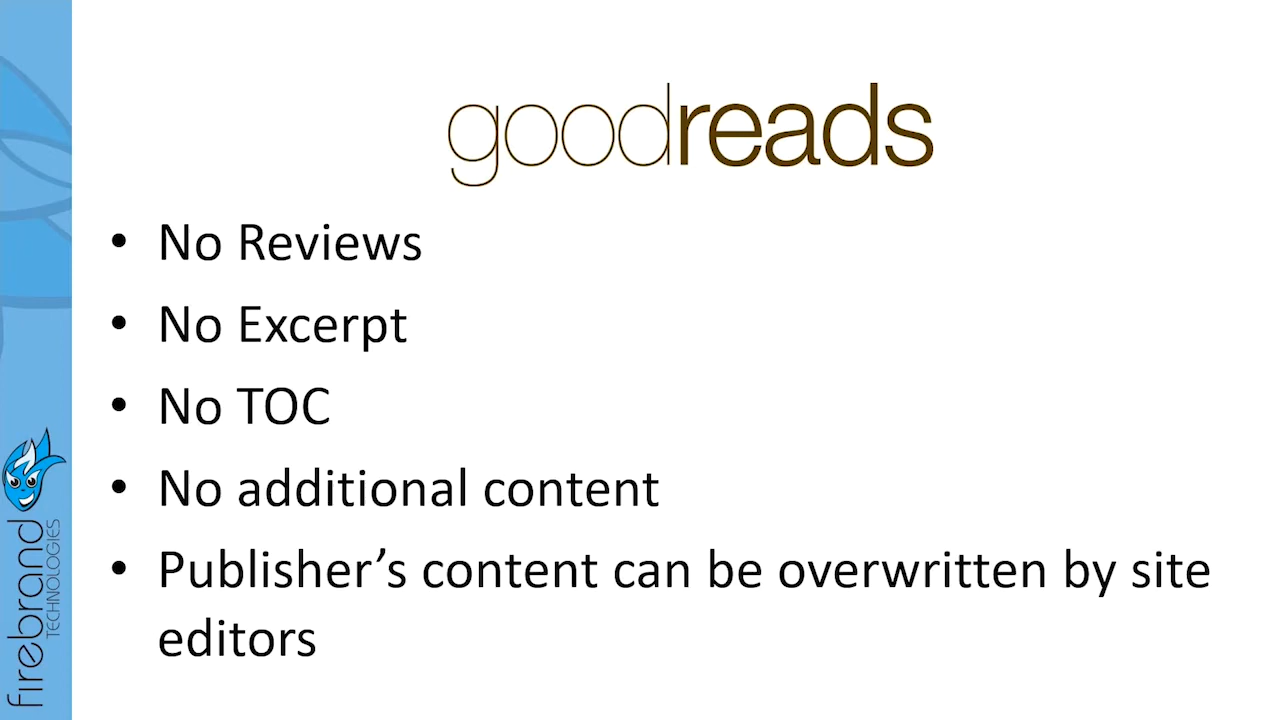 goodreads
• No Reviews
• No Excerpt
• No TOC
• No additional content
• Publisher’s content can be overwritten by site
editors
firebrand
TECHNOLOGIES